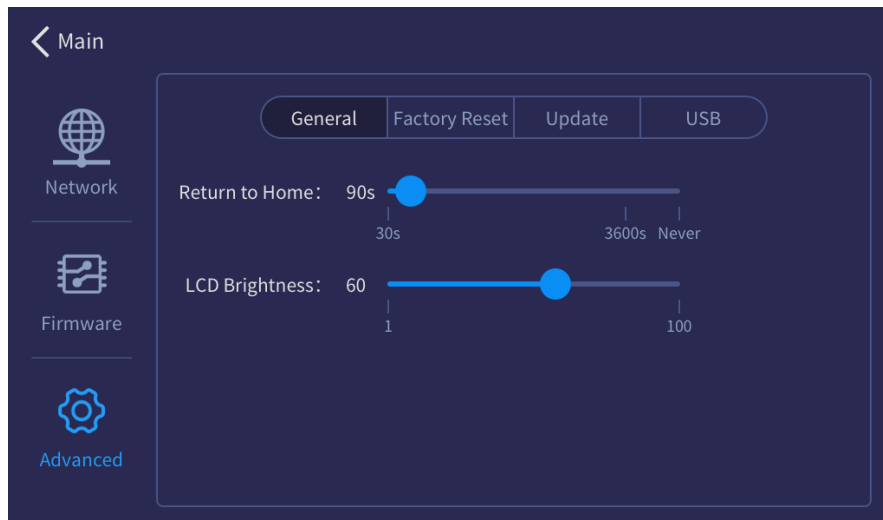 Main
Network
Firmware
Advanced
General Factory Reset Update USB
Return to Home: 90s
30s 3600s Never
LCD Brightness: 60
1 100